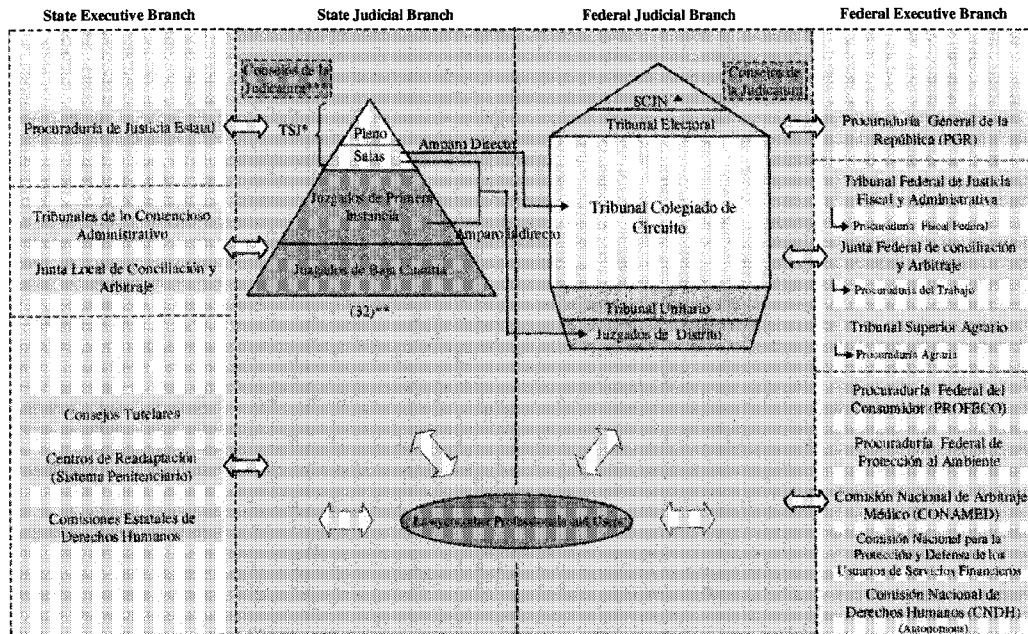 State Executive Branch
State Judicial Branch
Federal Judicial Branch
Federal Executive Branch
Procuraduría de Justicia Estatal
Tribunales de lo Contencioso
Administrativo
Junta Local de Conciliación y
Arbitraje
Consejos Tutelares
Centros de Readaptación
(Sistema Penitenciario)
Comisiones Estatales de
Derechos Humanos
Consejos de la
Judicatura***
TSJ*
Pleno
Salas
Juzgados de Primera
Instancia
Juzgados de Baja Cuantía
(32)**
Amparo Directo
Amparo indirecto
Consejos de
la Judicatura
SCJN
Tribunal Electoral
Tribunal Colegiado de
Circuito
Tribunal Unitario
Juzgados de Distrito
Lawyers, other Professionals and Users
Procuraduría General de la
República (PGR)
Tribunal Federal de Justicia
Fiscal y Administrativa
Procuraduría Fiscal Federal
Junta Federal de conciliación
y Arbitraje
Procuraduría del Trabajo
Tribunal Superior Agrario
Procuraduría Agraria
Procuraduría Federal del
Consumidor (PROFECO)
Procuraduría Federal de
Protección al Ambiente
Comisión Nacional de Arbitraje
Médico (CONAMED)
Comisión Nacional para la
Protección y Defensa de los
Usuarios de Servicios Financieros
Comisión Nacional de
Derechos Humanos (CNDH)
(Autonomous)